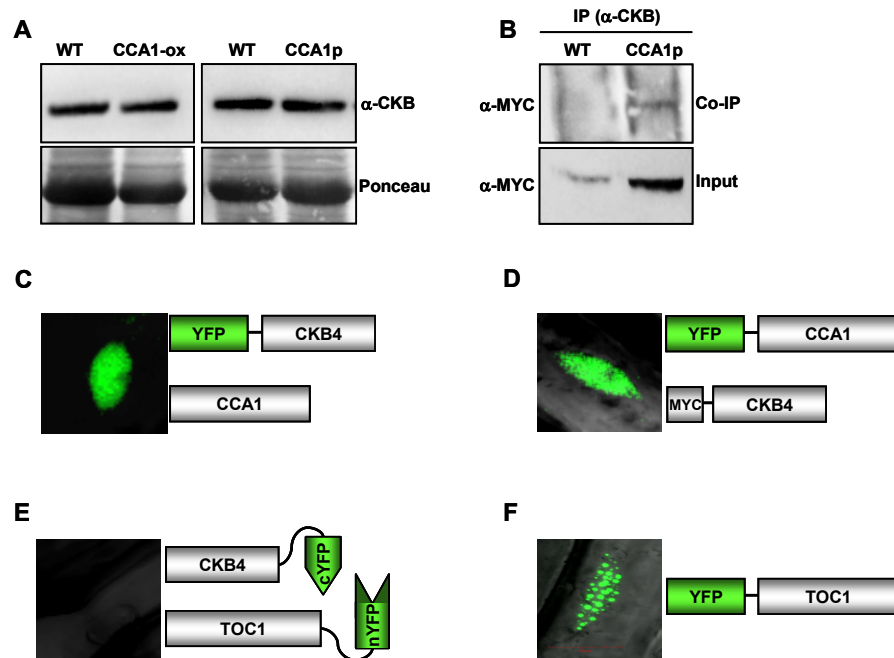 A
WT CCA1-ox WT CCA1p
α-CKB
Ponceau
B
IP (α-CKB)
WT CCA1p
α-MYC Co-IP
α-MYC Input
C
YFP CKB4
CCA1
D
YFP CCA1
MYC CKB4
E
CKB4 cYFP
TOC1 nYFP
F
YFP TOC1